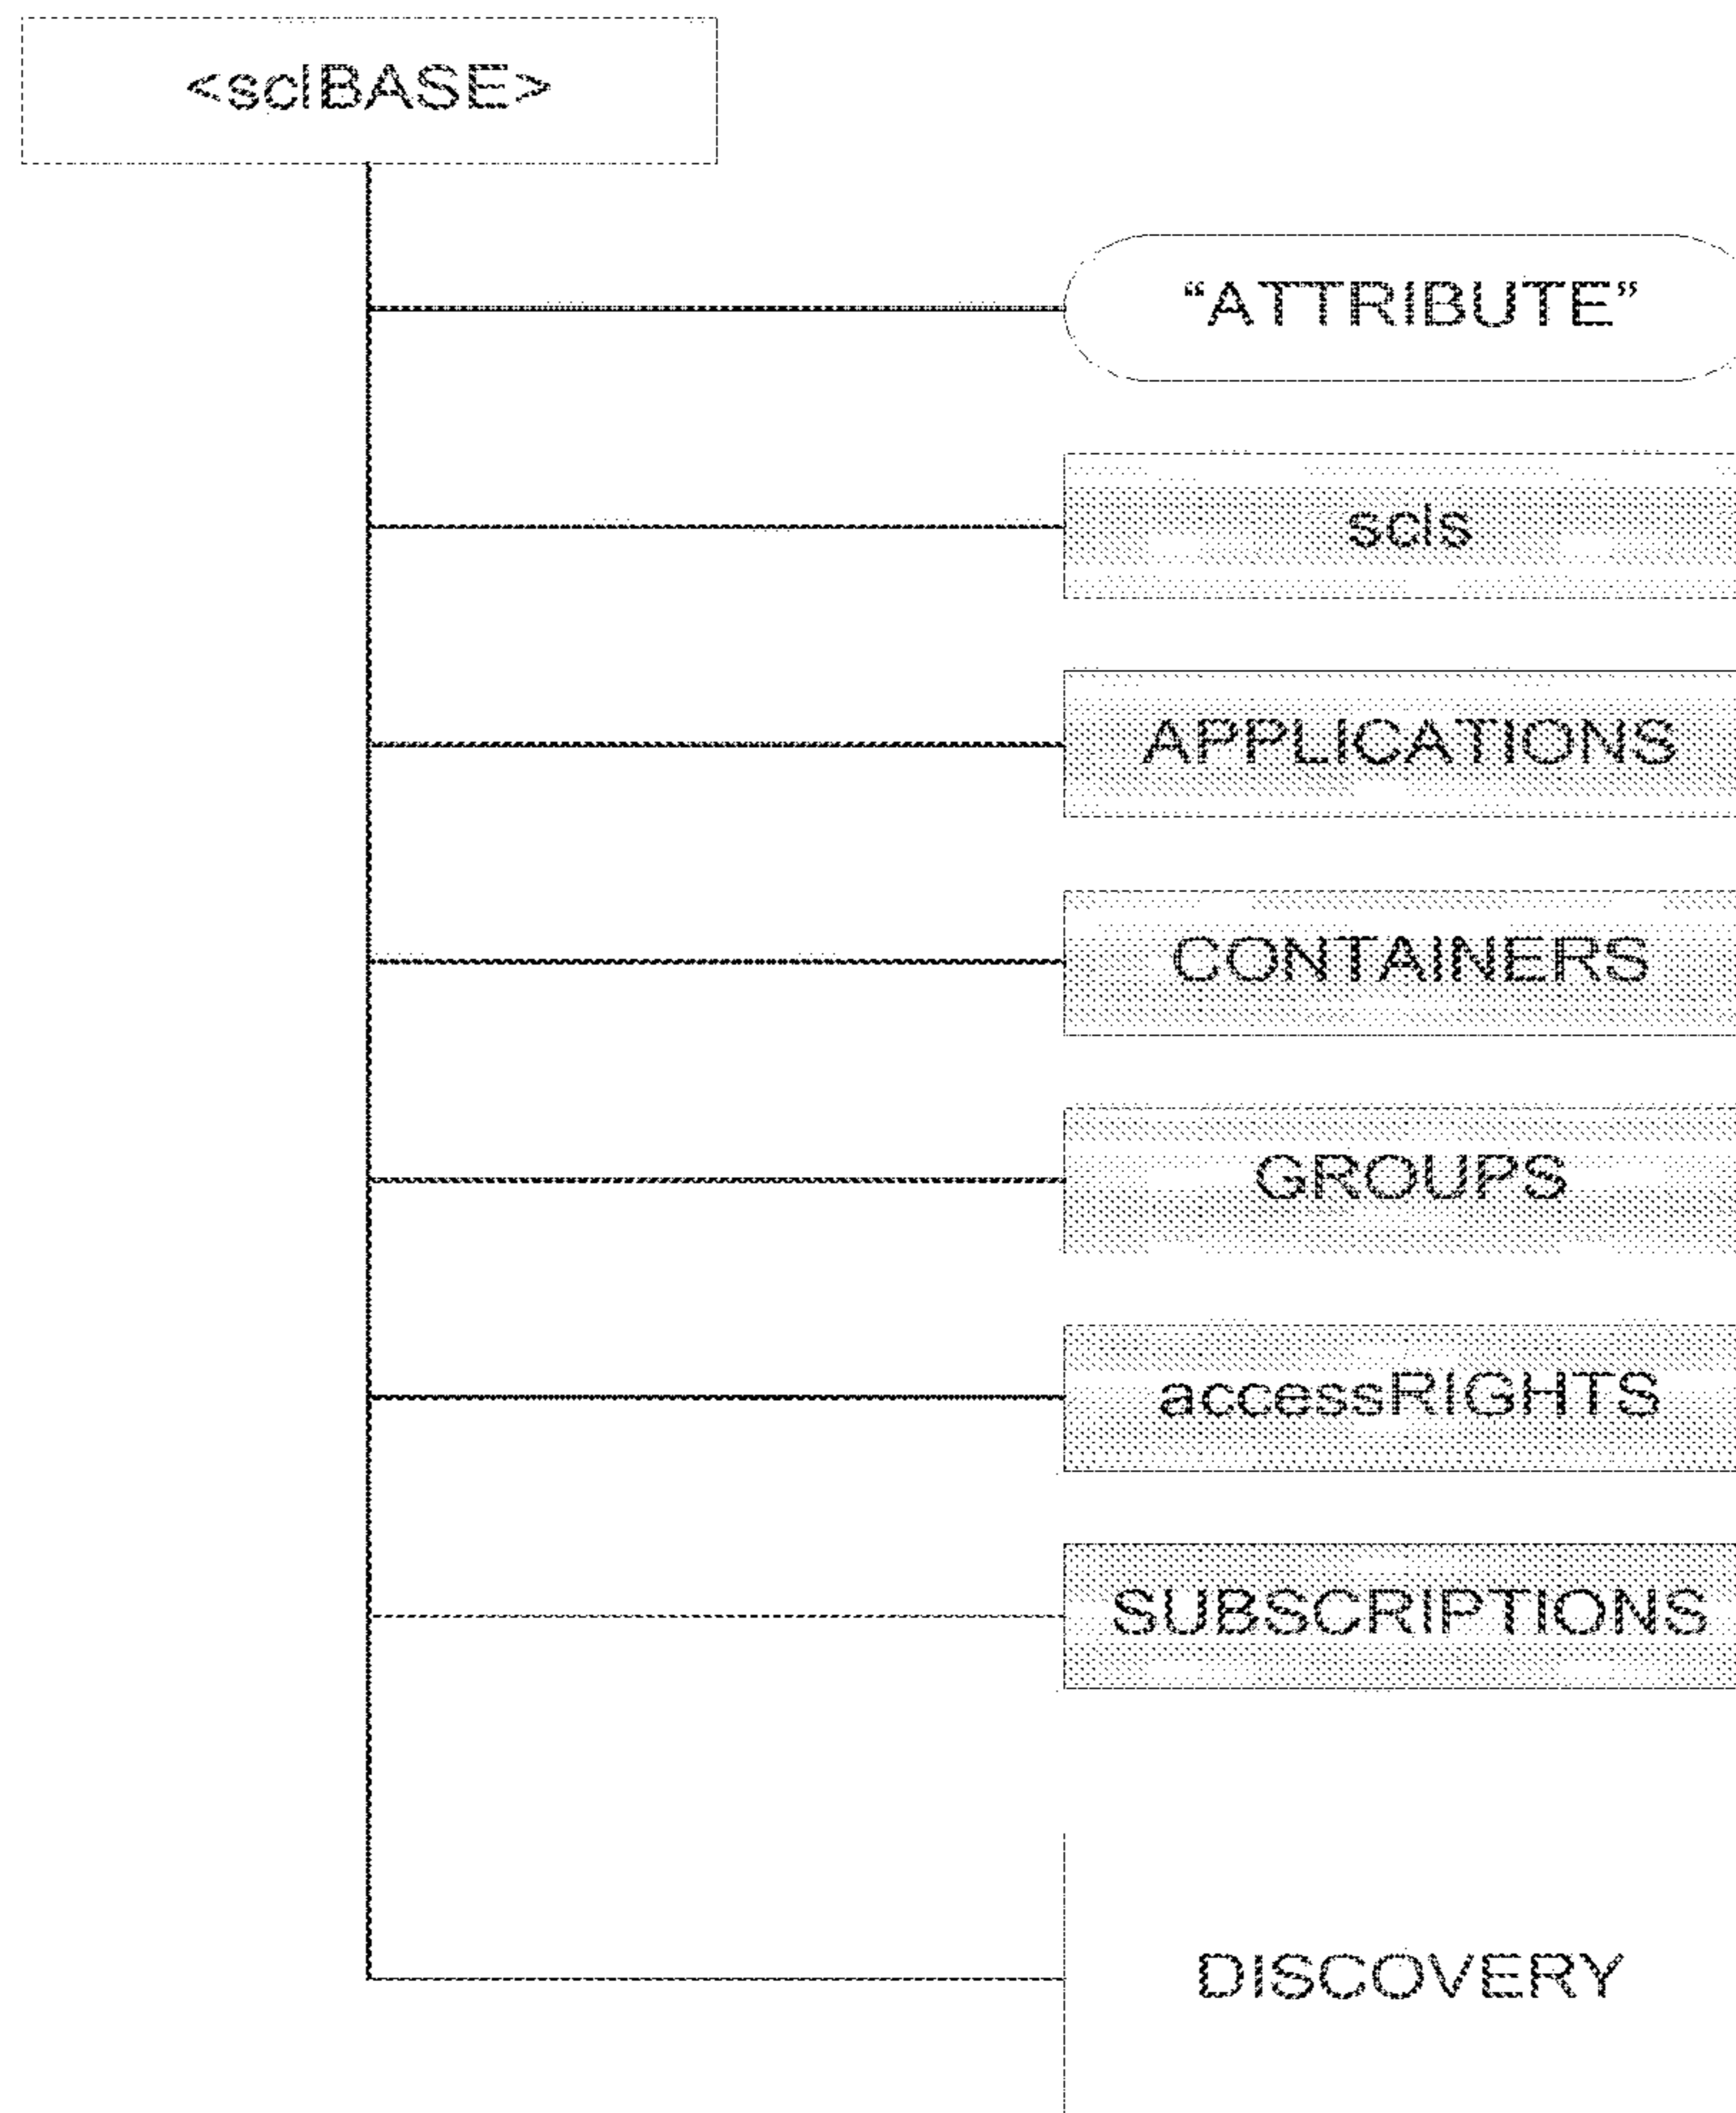 <sclBASE>
“ATTRIBUTE”
scls
APPLICATIONS
CONTAINERS
GROUPS
accessRIGHTS
SUBSCRIPTIONS
DISCOVERY